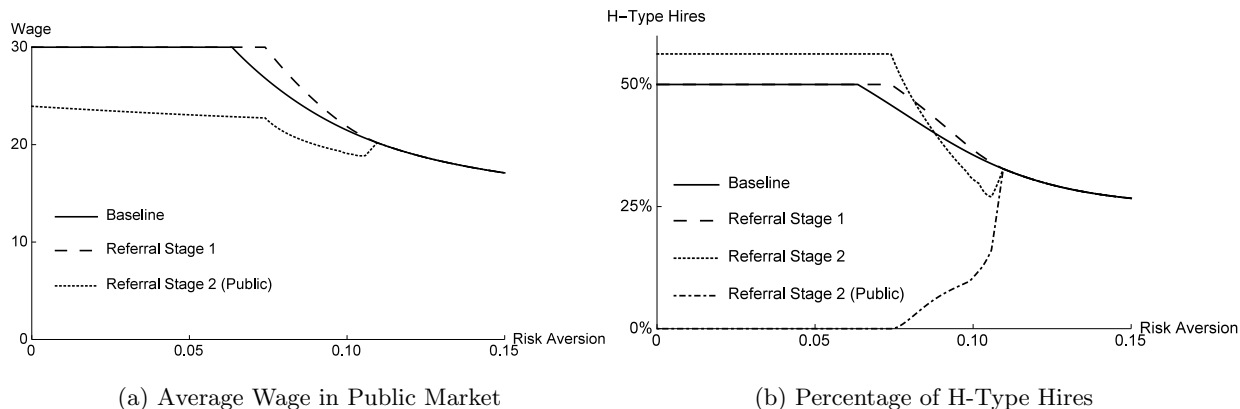 Wage
30
20
10
0
0
0.05
0.10
0.15
Risk Aversion
Baseline
Referral Stage 1
Referral Stage 2 (Public)
(a) Average Wage in Public Market
H-Type Hires
50%
25%
0%
0
0.05
0.10
0.15
Risk Aversion
Baseline
Referral Stage 1
Referral Stage 2
Referral Stage 2 (Public)
(b) Percentage of H-Type Hires